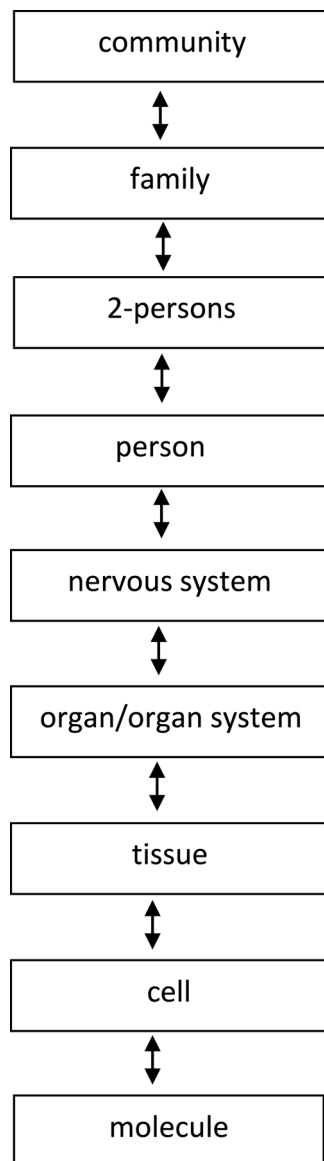 community
family
2-persons
person
nervous system
organ/organ system
tissue
cell
molecule